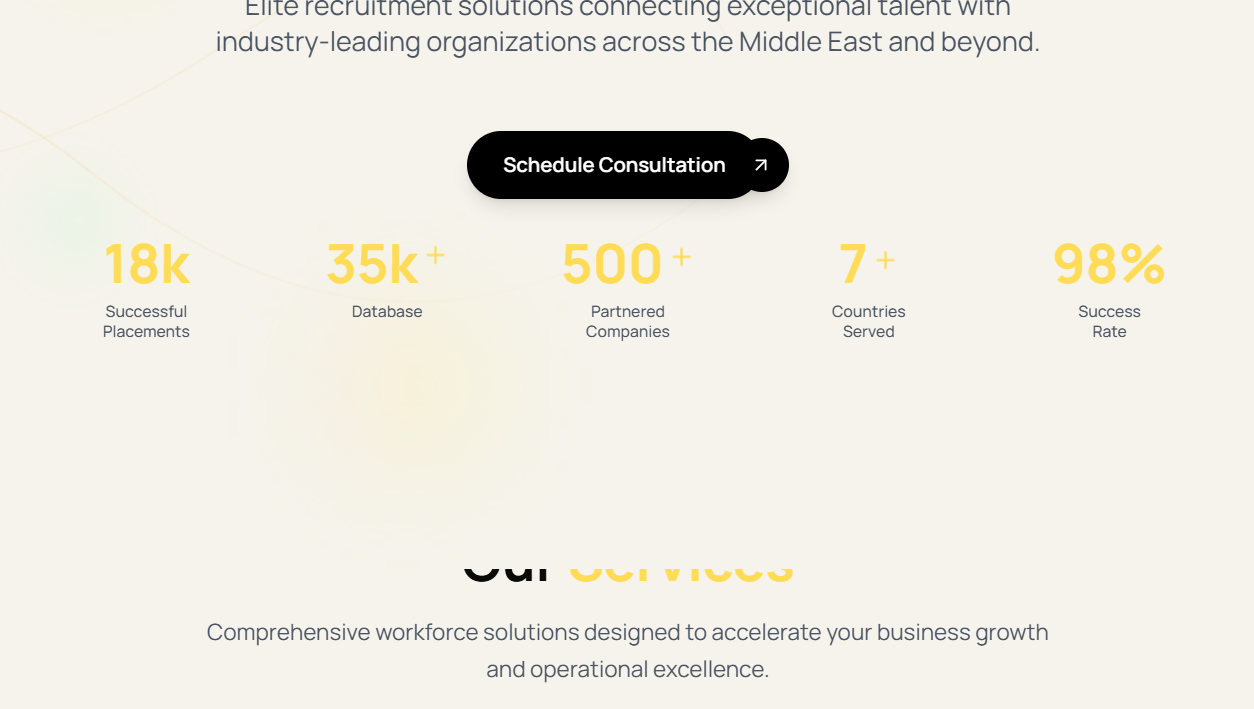 Elite recruitment solutions connecting exceptional talent with
industry-leading organizations across the Middle East and beyond.
Schedule Consultation
18k
35k +
500 +
7 +
98%
Successful
Placements
Database
Partnered
Companies
Countries
Served
Success
Rate
Our Services
Comprehensive workforce solutions designed to accelerate your business growth
and operational excellence.